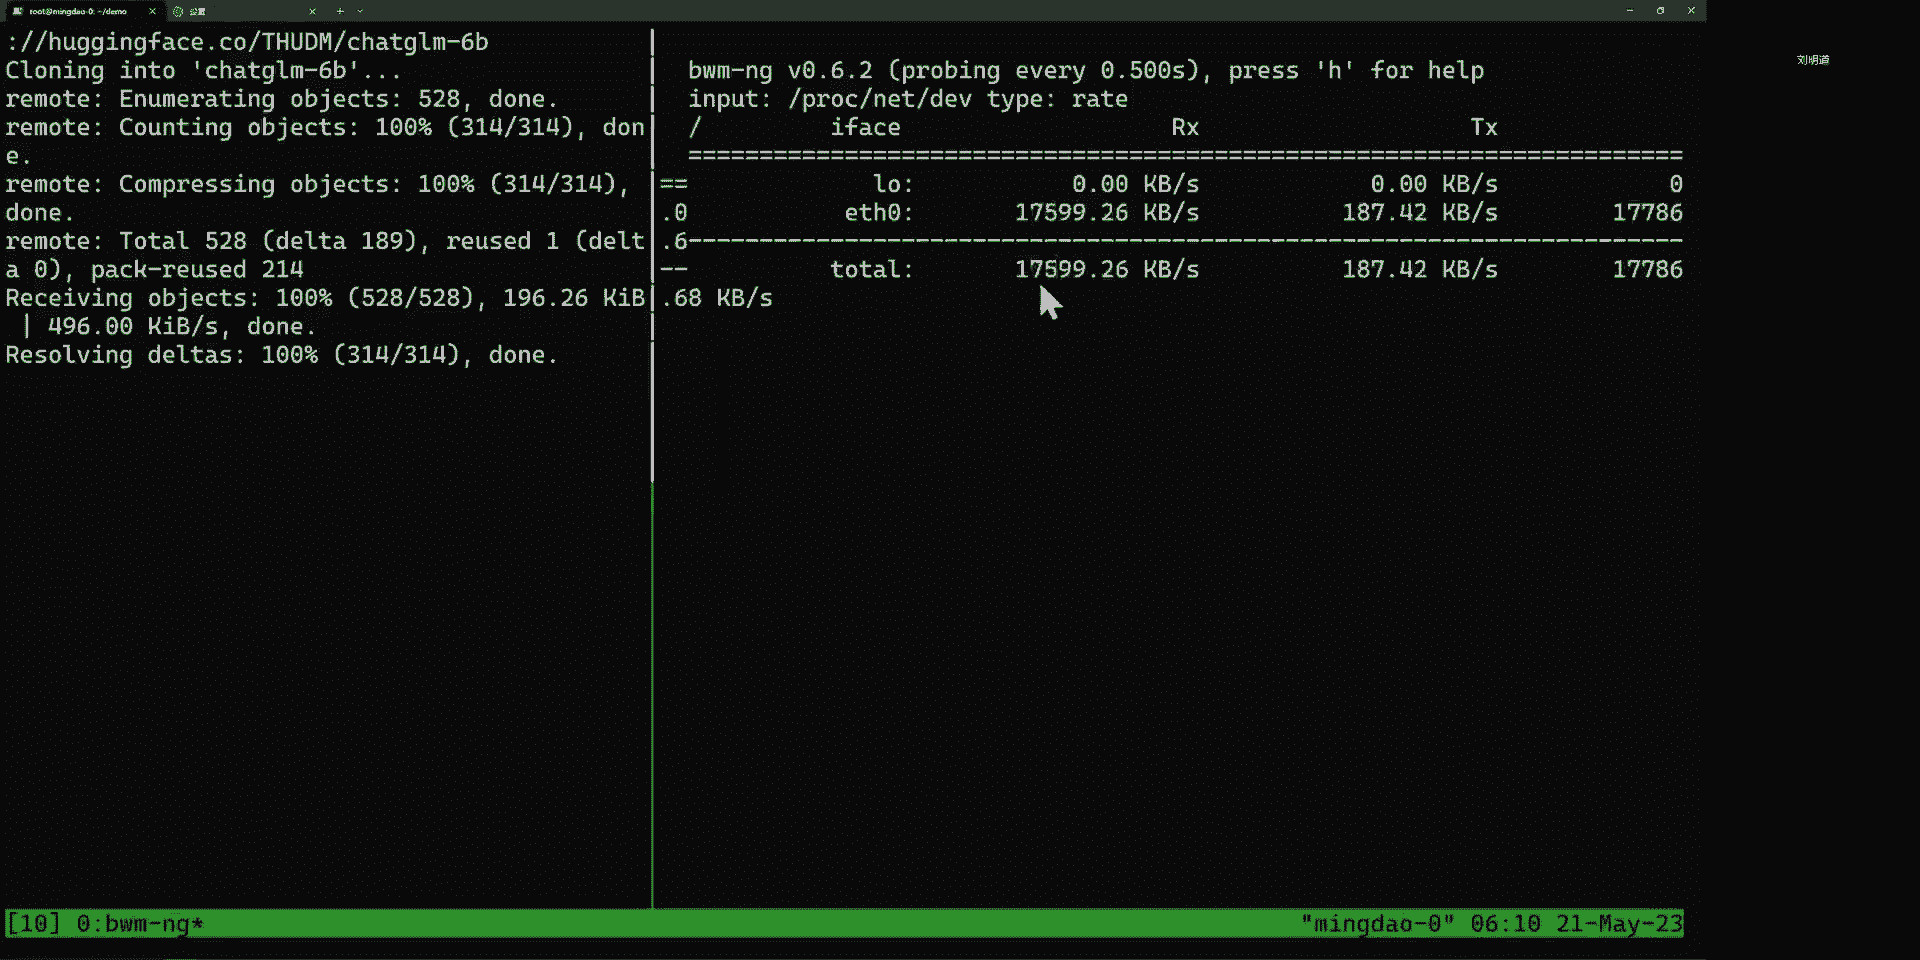 root@mingdao-0: ~/demo
设置
刘明道
://huggingface.co/THUDM/chatglm-6b
Cloning into 'chatglm-6b'...
remote: Enumerating objects: 528, done.
remote: Counting objects: 100% (314/314), don
e.
remote: Compressing objects: 100% (314/314),
done.
remote: Total 528 (delta 189), reused 1 (delt
a 0), pack-reused 214
Receiving objects: 100% (528/528), 196.26 KiB
| 496.00 KiB/s, done.
Resolving deltas: 100% (314/314), done.
bwm-ng v0.6.2 (probing every 0.500s), press 'h' for help
input: /proc/net/dev type: rate
/ iface Rx Tx
======================================================================
== lo: 0.00 KB/s 0.00 KB/s 0
.0 eth0: 17599.26 KB/s 187.42 KB/s 17786
.6----------------------------------------------------------------------
-- total: 17599.26 KB/s 187.42 KB/s 17786
.68 KB/s
[10] 0:bwm-ng* "mingdao-0" 06:10 21-May-23